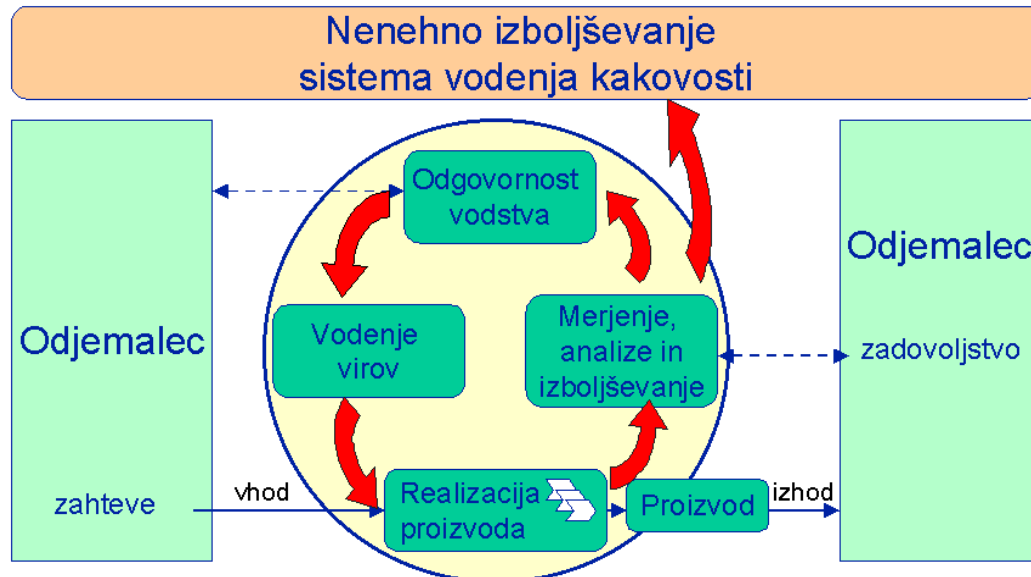 Nenehno izboljševanje
sistema vodenja kakovosti
Odjemalec
zahteve
vhod
Odgovornost
vodstva
Vodenje
virov
Merjenje,
analize in
izboljševanje
Realizacija
proizvoda
Proizvod
izhod
Odjemalec
zadovoljstvo